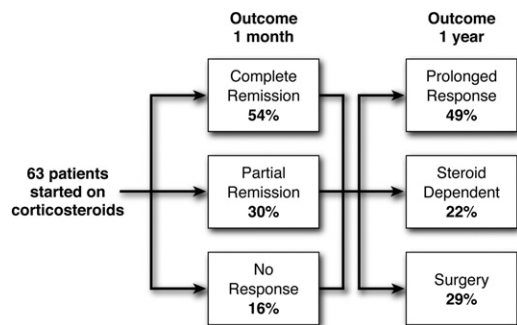 Outcome
1 month
Outcome
1 year
63 patients
started on
corticosteroids
Complete
Remission
54%
Partial
Remission
30%
No
Response
16%
Prolonged
Response
49%
Steroid
Dependent
22%
Surgery
29%